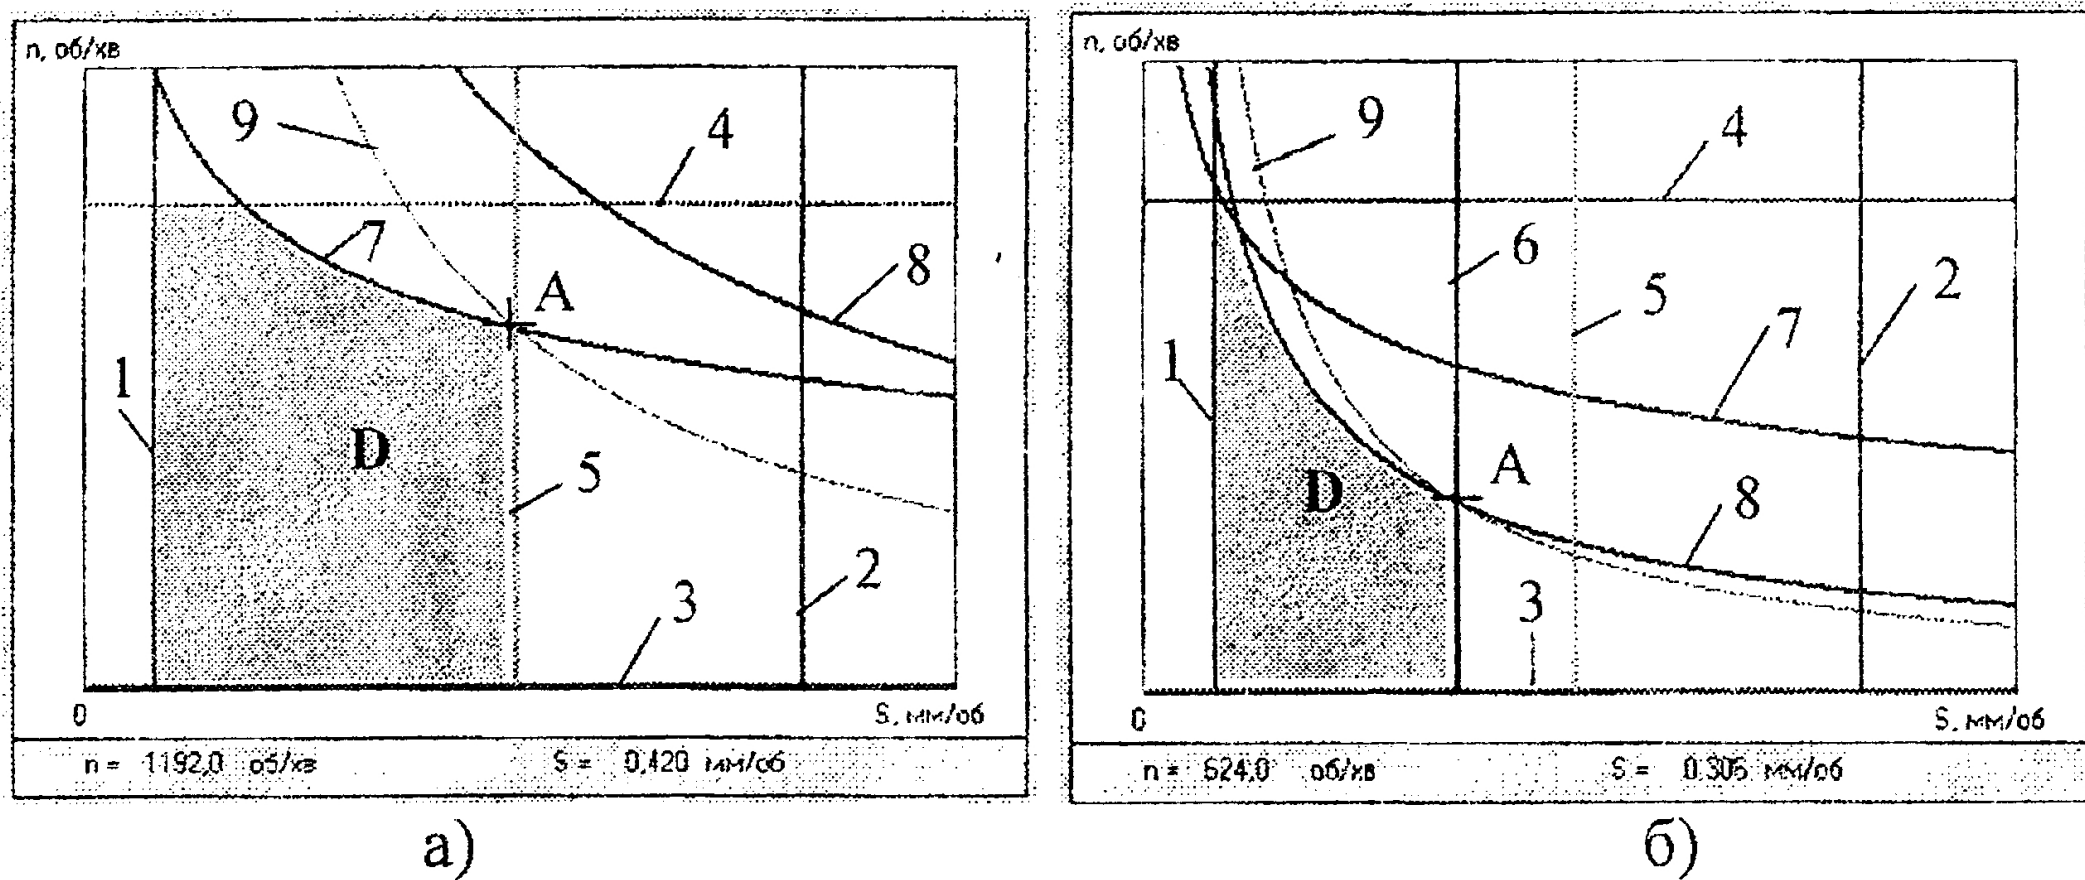 n, об/хв
9
4
7
8
A
1
D
5
2
3
0
S, мм/об
n = 1192,0 об/хв S = 0,420 мм/об
а)
n, об/хв
9
4
6
5
2
7
1
A
D
8
3
0
S, мм/об
n = 624,0 об/хв S = 0.305 мм/об
б)